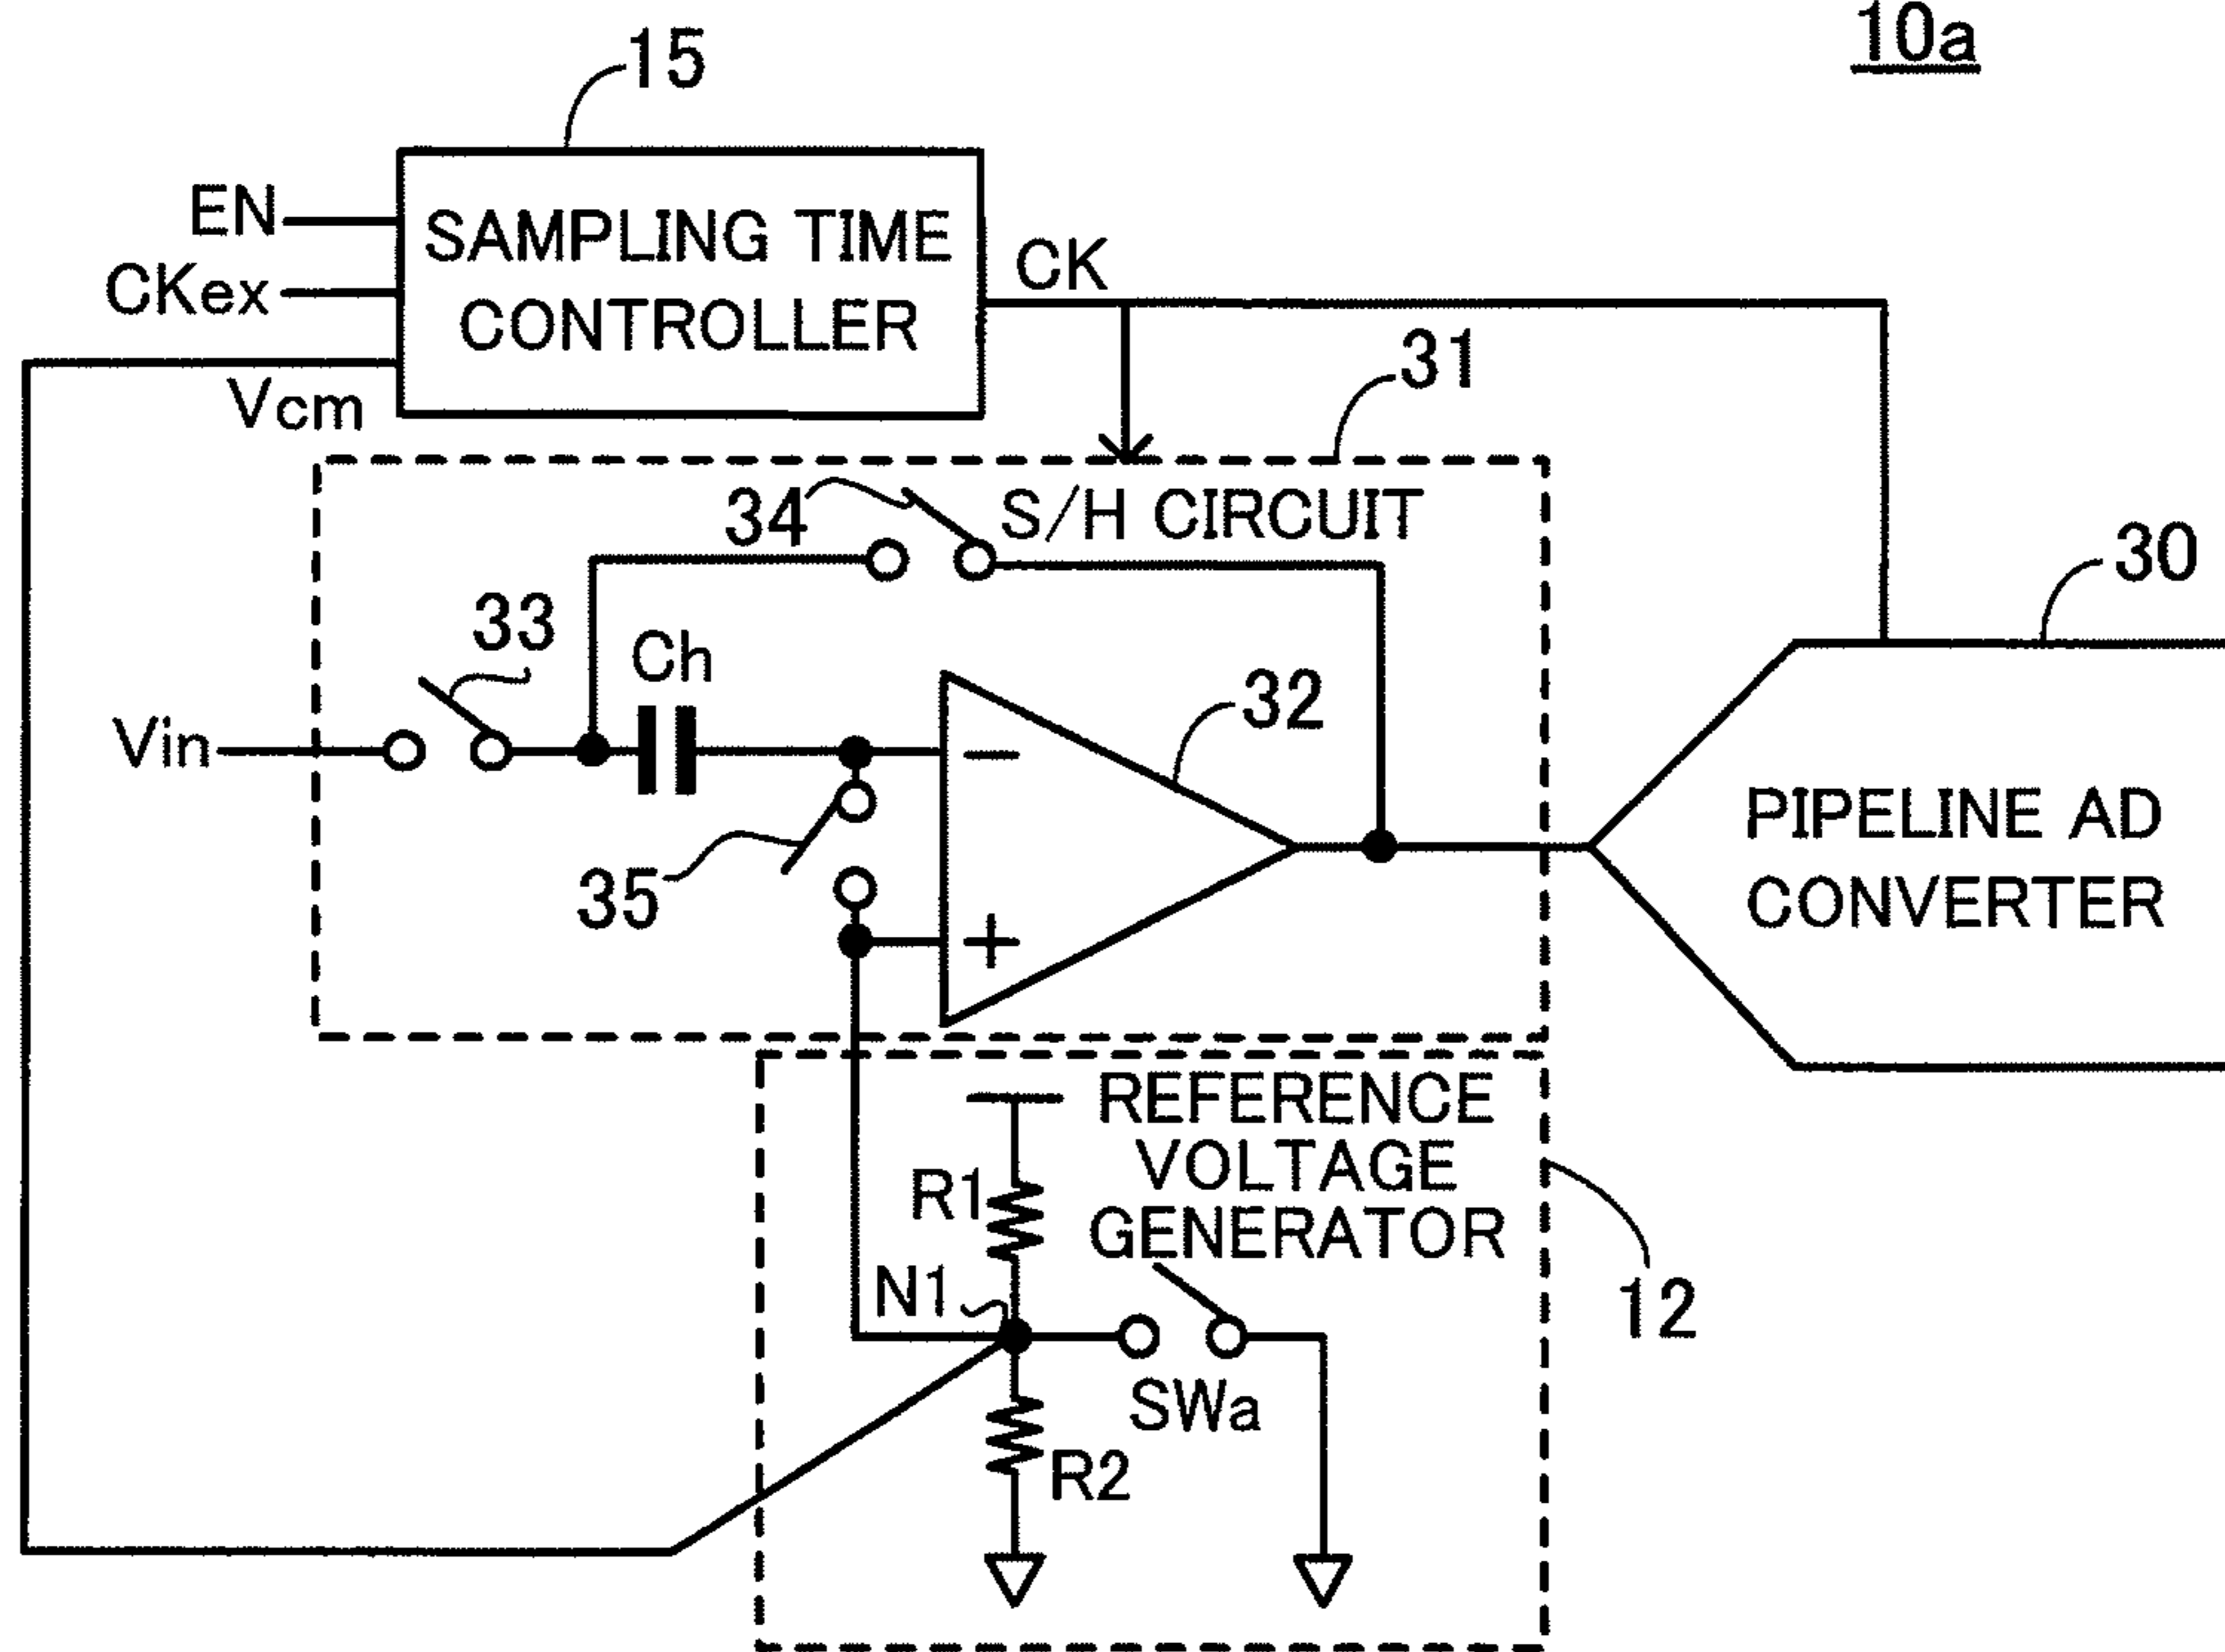 10a
15
EN
SAMPLING TIME
CONTROLLER
CKex
CK
Vcm
31
34
S/H CIRCUIT
30
33
Ch
32
Vin
−
PIPELINE AD
CONVERTER
35
+
REFERENCE
VOLTAGE
GENERATOR
R1
N1
12
SWa
R2